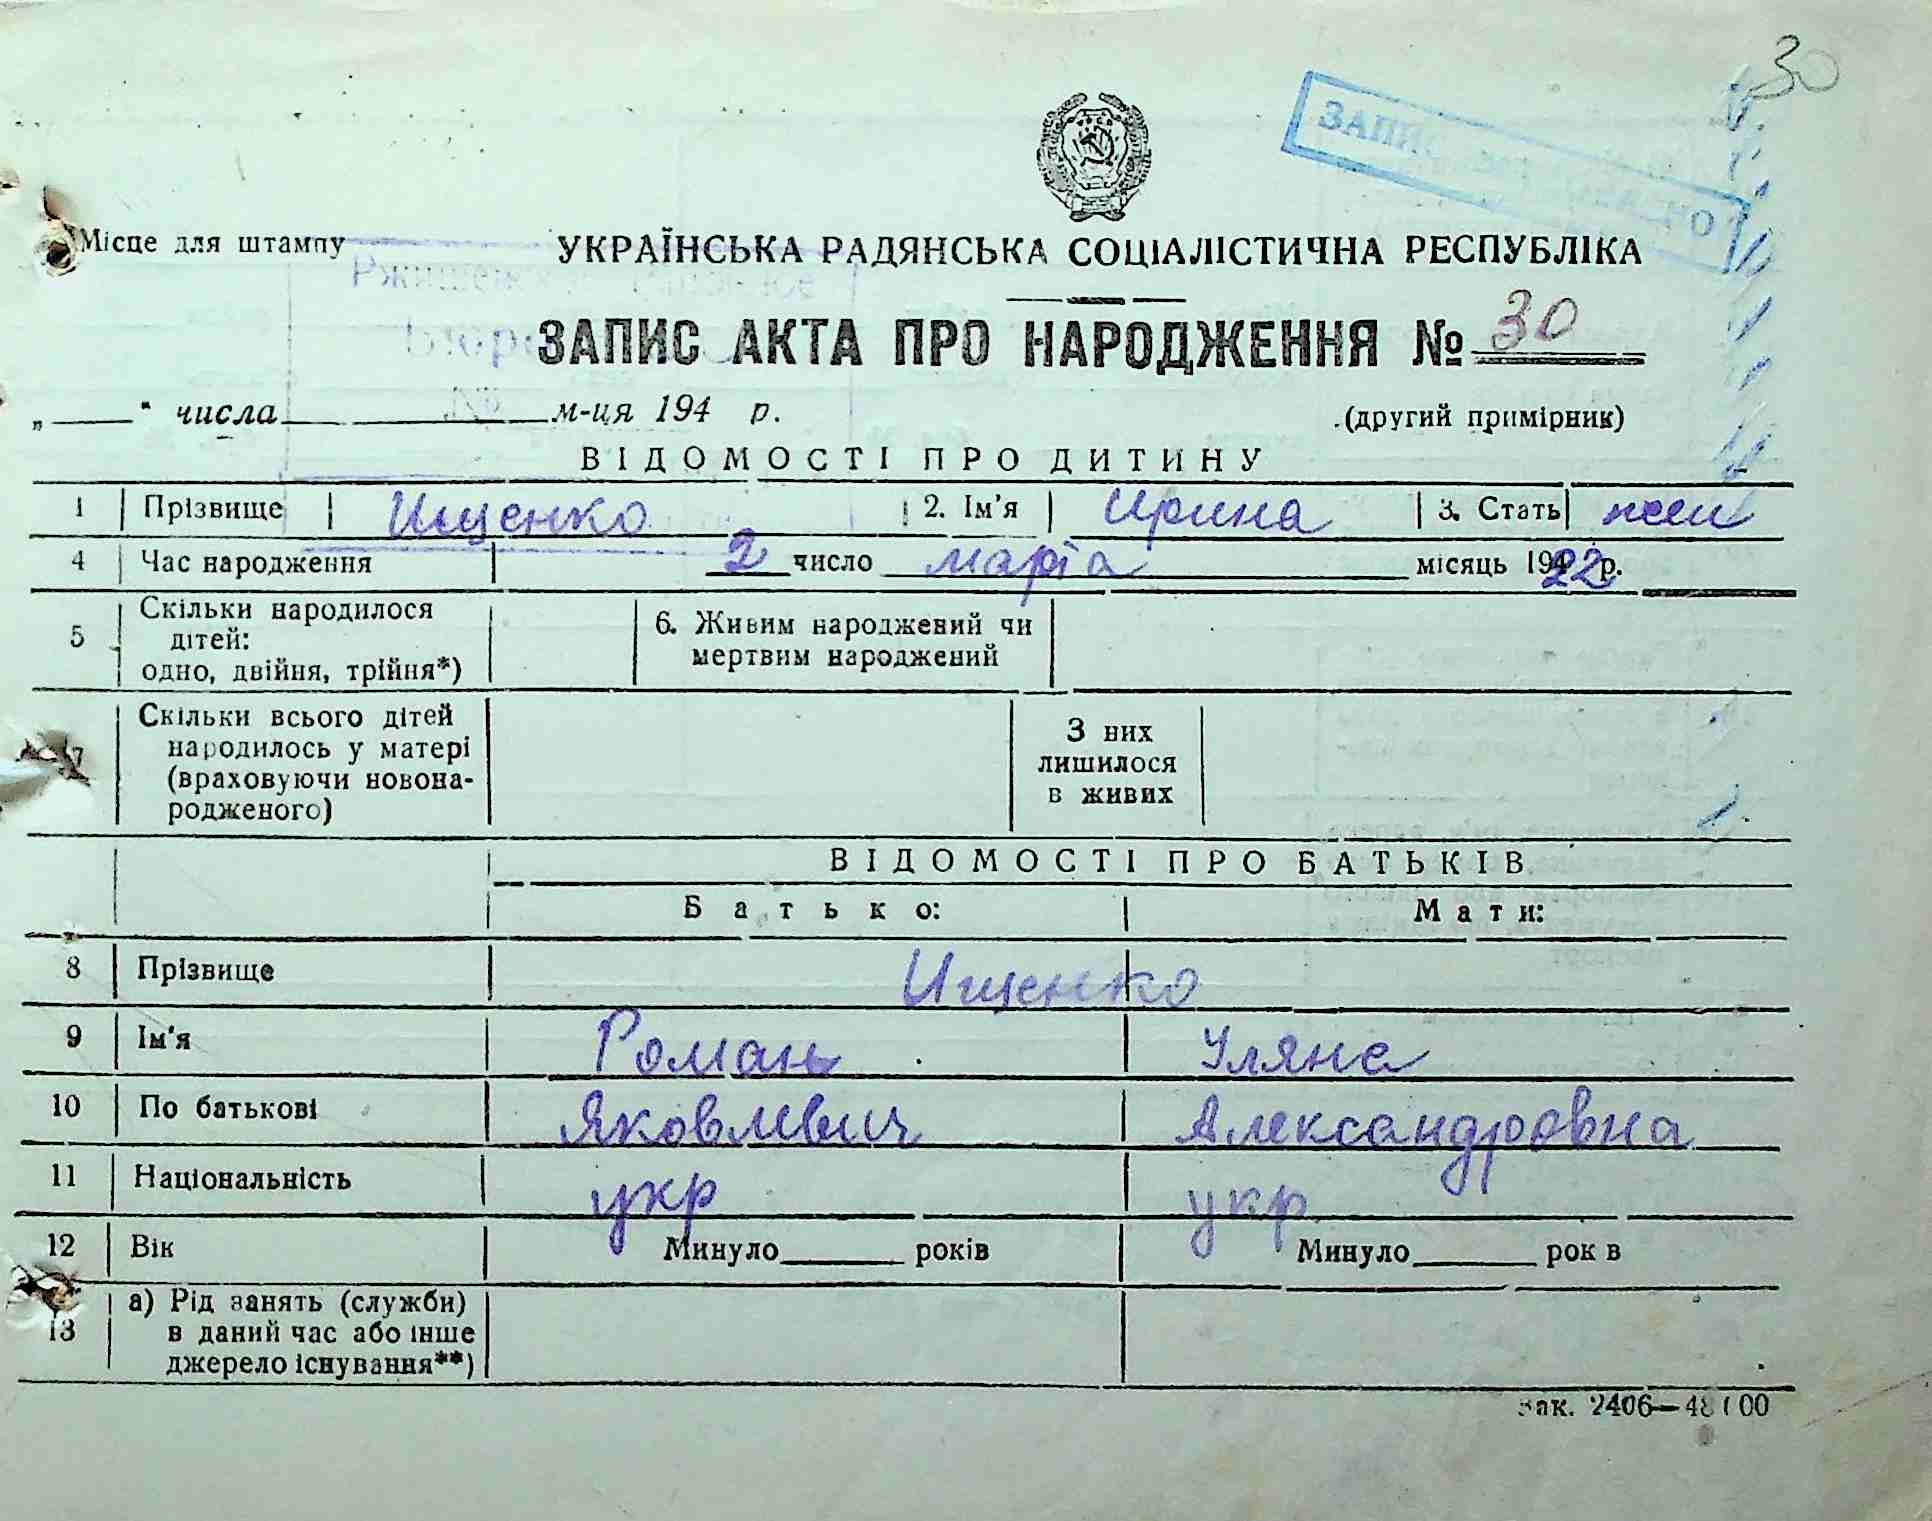 30
ЗАПИС
Місце для штампу
УКРАЇНСЬКА РАДЯНСЬКА СОЦІАЛІСТИЧНА РЕСПУБЛІКА
ЗАПИС АКТА ПРО НАРОДЖЕННЯ № 30
„ “ числа м-ця 194 р. (другий примірник)
ВІДОМОСТІ ПРО ДИТИНУ
1 Прізвище Ищенко 2. Ім'я Ирина 3. Стать жен
4 Час народження 2 число марта місяць 1922 р.
5 Скільки народилося дітей: одно, двійня, трійня*) 6. Живим народжений чи мертвим народжений
7 Скільки всього дітей народилось у матері (враховуючи новонародженого) З них лишилося в живих
ВІДОМОСТІ ПРО БАТЬКІВ
Батько: Мати:
8 Прізвище Ищенко
9 Ім'я Роман Уляна
10 По батькові Яковлевич Александровна
11 Національність укр укр
12 Вік Минуло років Минуло рок в
13 а) Рід занять (служби) в даний час або інше джерело існування**)
Зак. 2406—